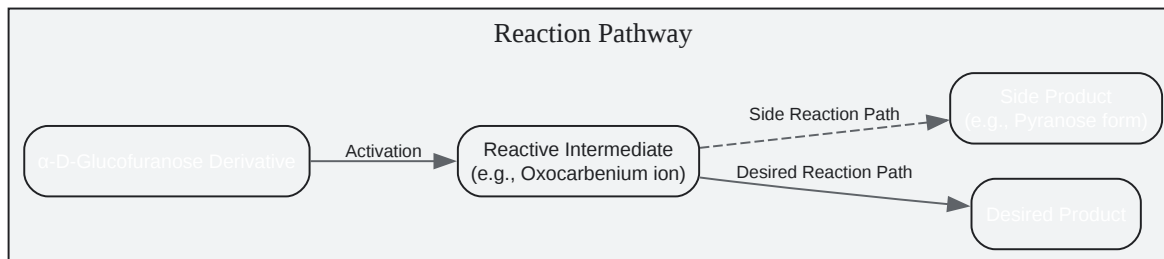 Reaction Pathway
α-D-Glucofuranose Derivative
Activation
Reactive Intermediate
(e.g., Oxocarbenium ion)
Side Reaction Path
Desired Reaction Path
Side Product
(e.g., Pyranose form)
Desired Product